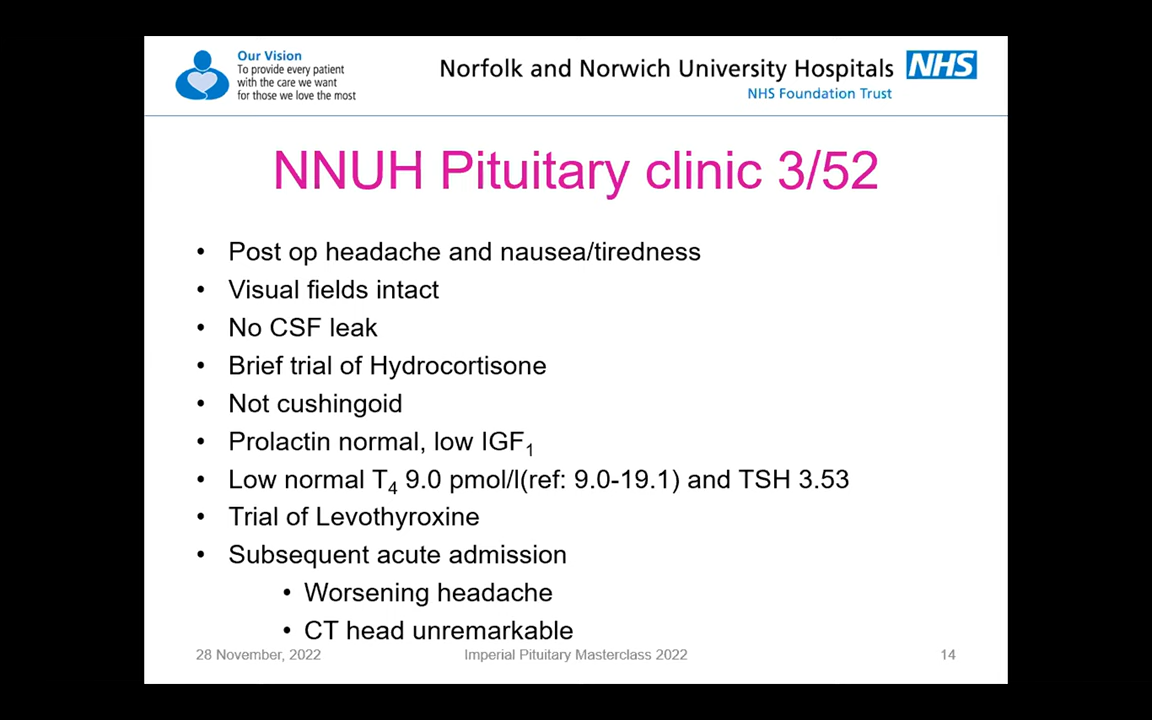 Our Vision
To provide every patient
with the care we want
for those we love the most
Norfolk and Norwich University Hospitals NHS
NHS Foundation Trust
NNUH Pituitary clinic 3/52
• Post op headache and nausea/tiredness
• Visual fields intact
• No CSF leak
• Brief trial of Hydrocortisone
• Not cushingoid
• Prolactin normal, low IGF₁
• Low normal T₄ 9.0 pmol/l(ref: 9.0-19.1) and TSH 3.53
• Trial of Levothyroxine
• Subsequent acute admission
• Worsening headache
• CT head unremarkable
28 November, 2022 Imperial Pituitary Masterclass 2022 14